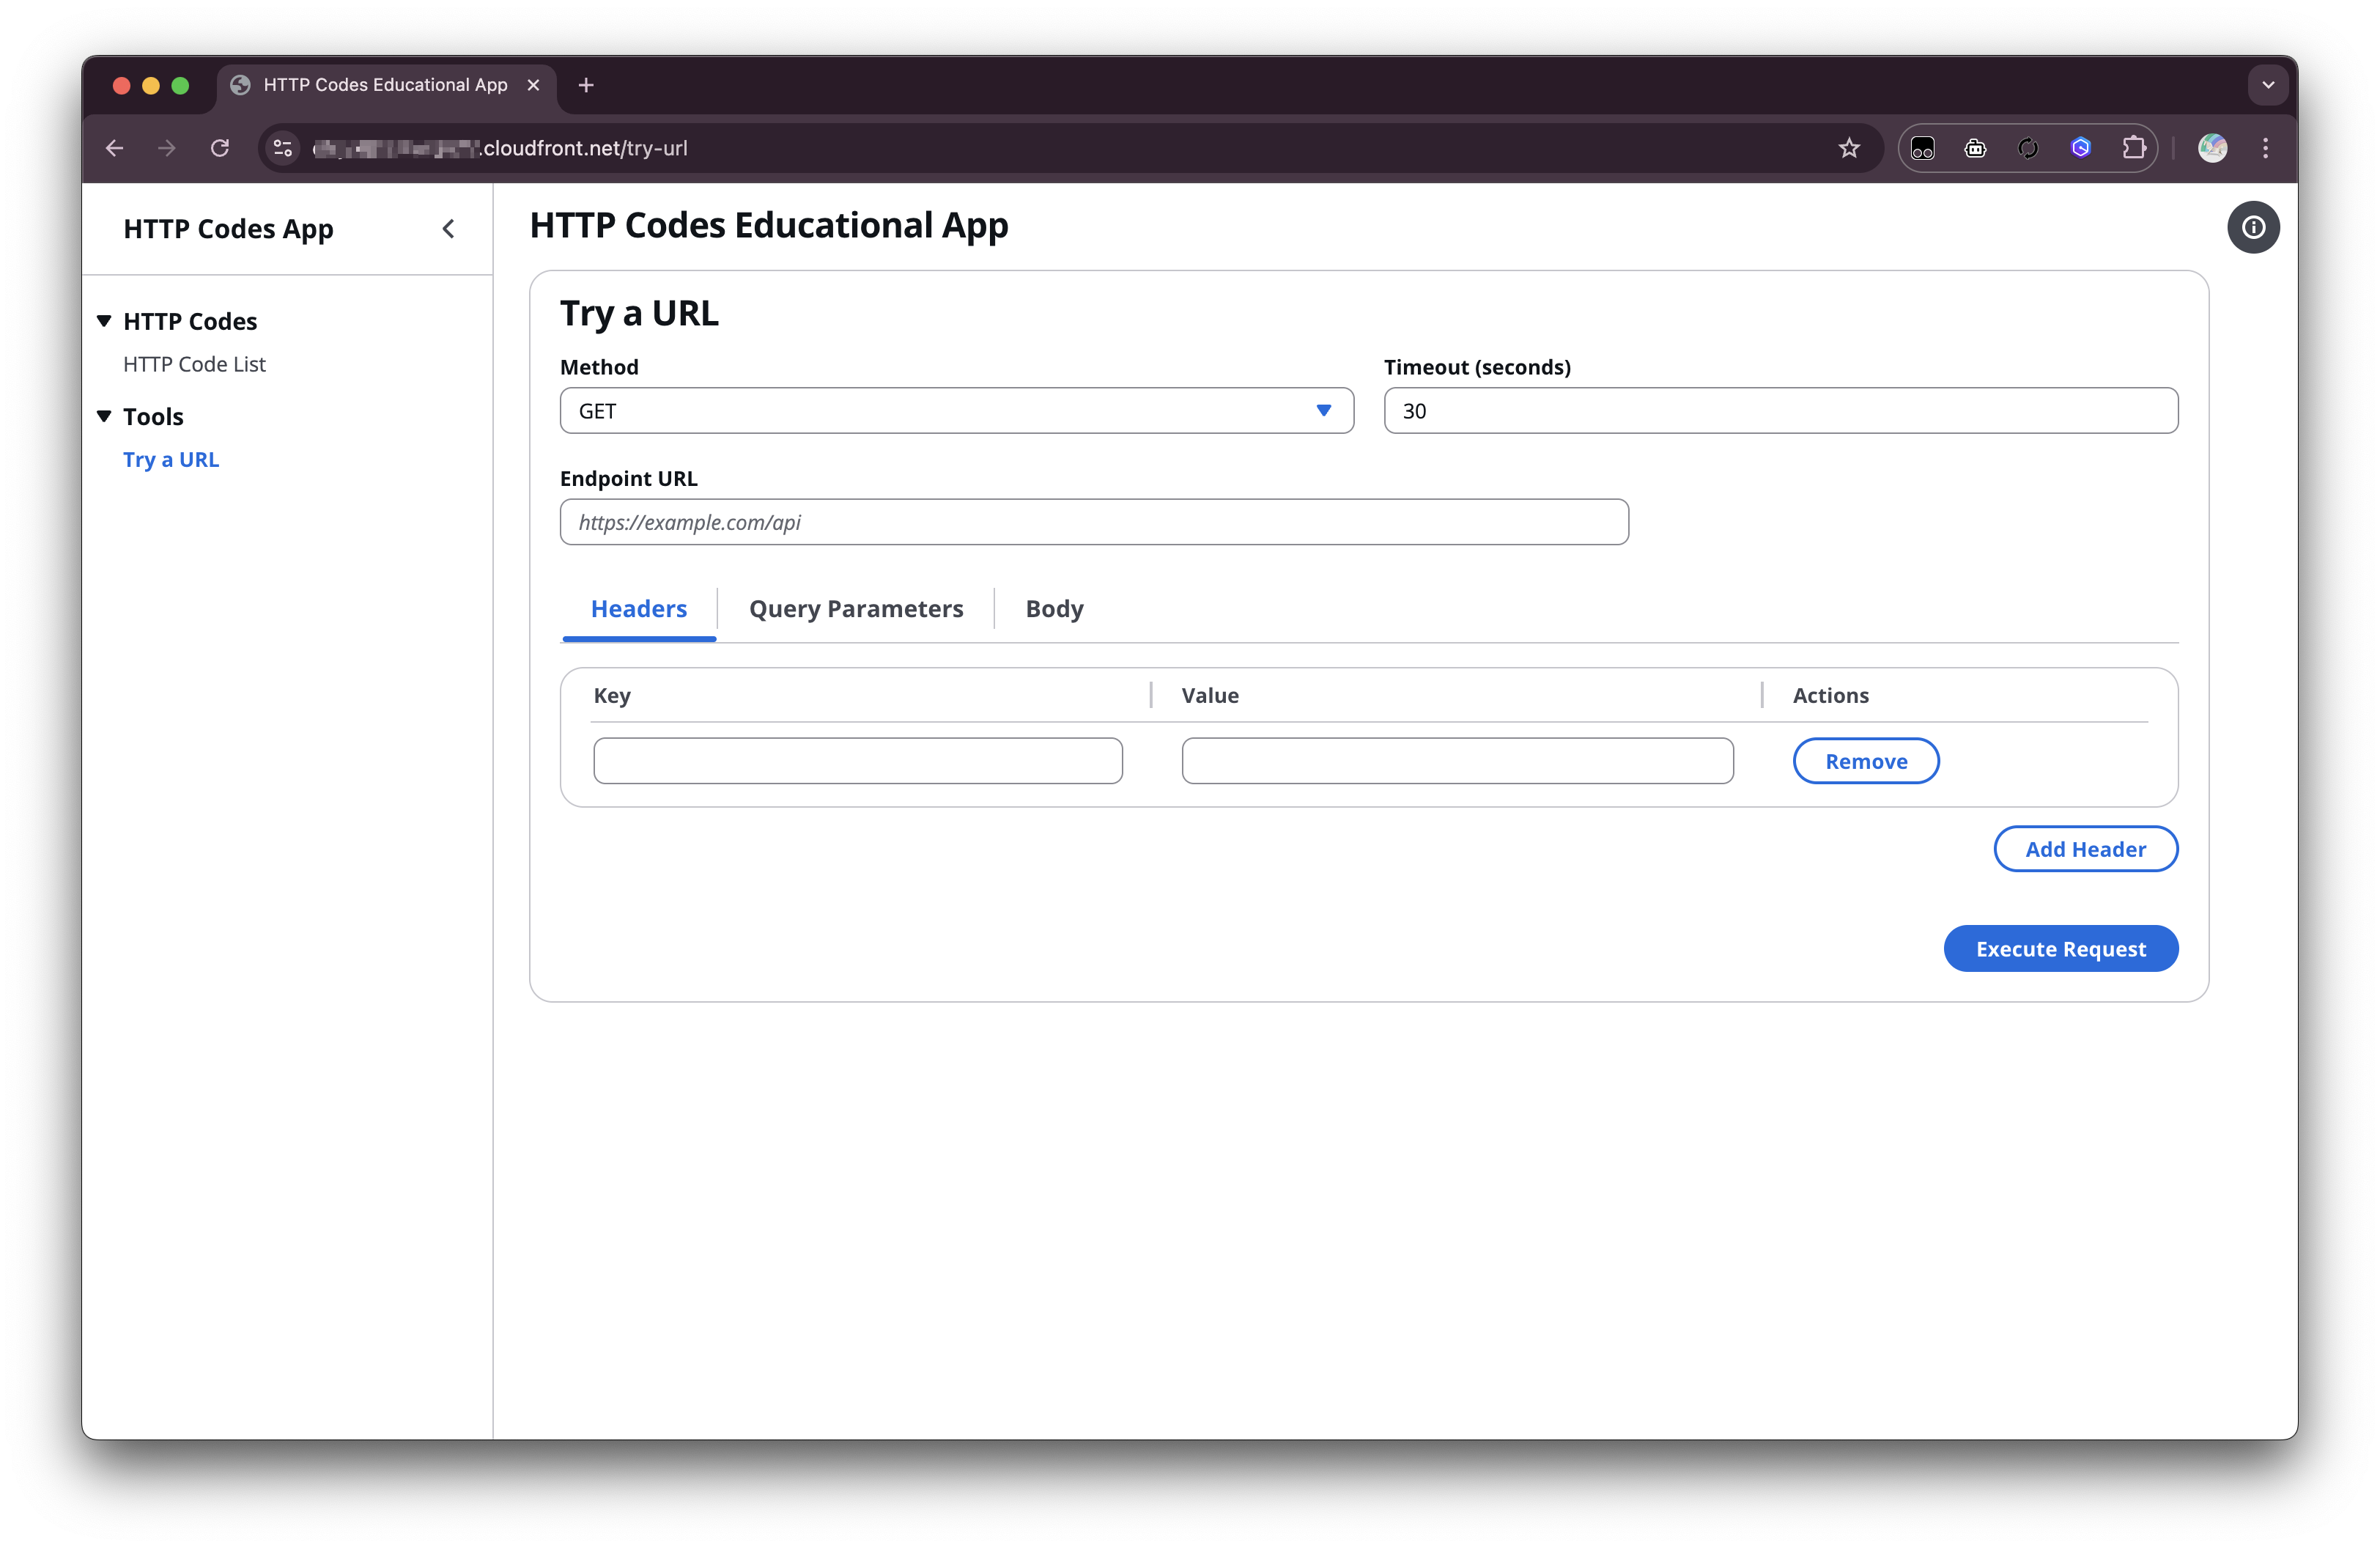 HTTP Codes Educational App
.cloudfront.net/try-url
HTTP Codes App
HTTP Codes
HTTP Code List
Tools
Try a URL
HTTP Codes Educational App
Try a URL
Method
Timeout (seconds)
GET
30
Endpoint URL
https://example.com/api
Headers
Query Parameters
Body
Key
Value
Actions
Remove
Add Header
Execute Request